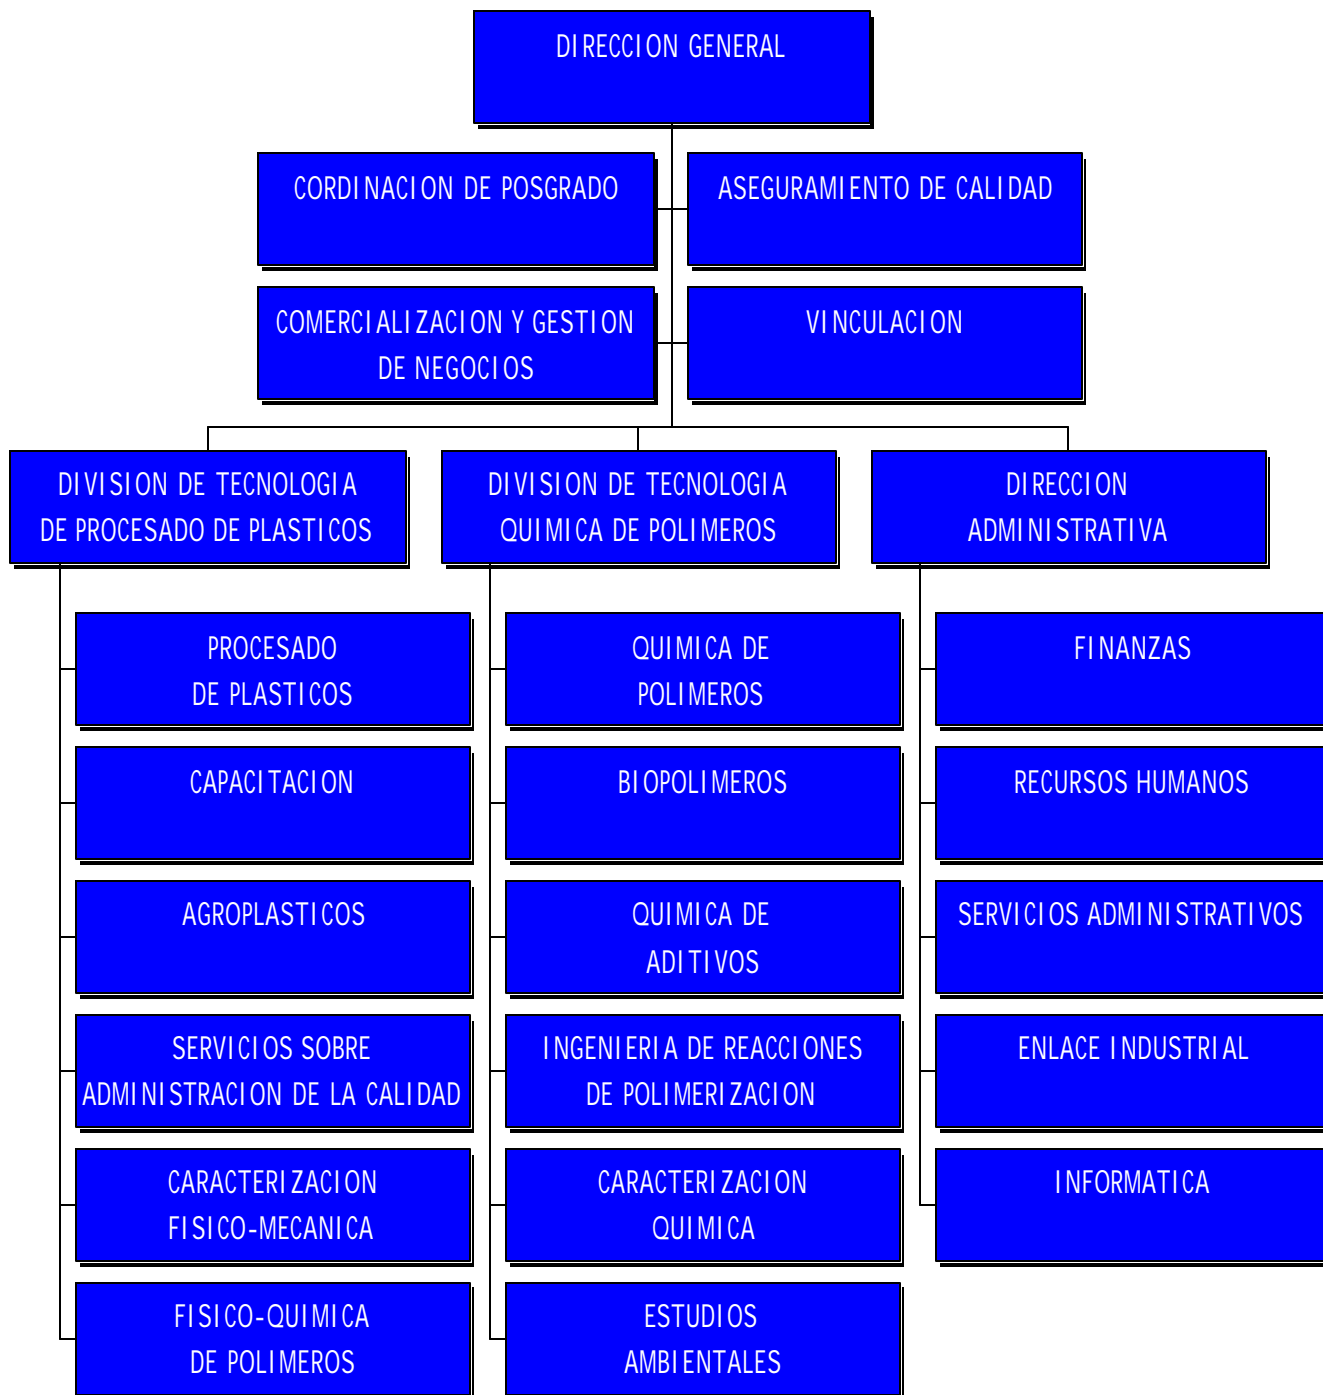 DIRECCION GENERAL
CORDINACION DE POSGRADO
ASEGURAMIENTO DE CALIDAD
COMERCIALIZACION Y GESTION
DE NEGOCIOS
VINCULACION
DIVISION DE TECNOLOGIA
DE PROCESADO DE PLASTICOS
DIVISION DE TECNOLOGIA
QUIMICA DE POLIMEROS
DIRECCION
ADMINISTRATIVA
PROCESADO
DE PLASTICOS
CAPACITACION
AGROPLASTICOS
SERVICIOS SOBRE
ADMINISTRACION DE LA CALIDAD
CARACTERIZACION
FISICO-MECANICA
FISICO-QUIMICA
DE POLIMEROS
QUIMICA DE
POLIMEROS
BIOPOLIMEROS
QUIMICA DE
ADITIVOS
INGENIERIA DE REACCIONES
DE POLIMERIZACION
CARACTERIZACION
QUIMICA
ESTUDIOS
AMBIENTALES
FINANZAS
RECURSOS HUMANOS
SERVICIOS ADMINISTRATIVOS
ENLACE INDUSTRIAL
INFORMATICA